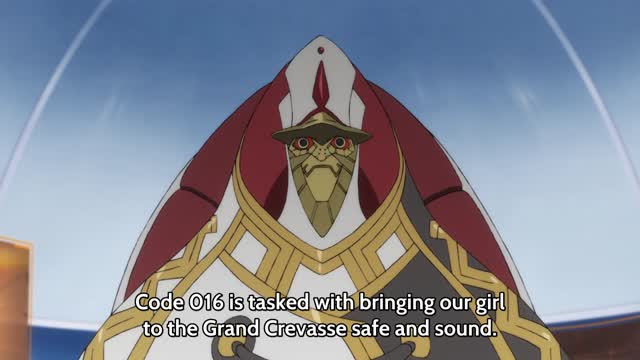 Code 016 is tasked with bringing our girl
to the Grand Crevasse safe and sound.